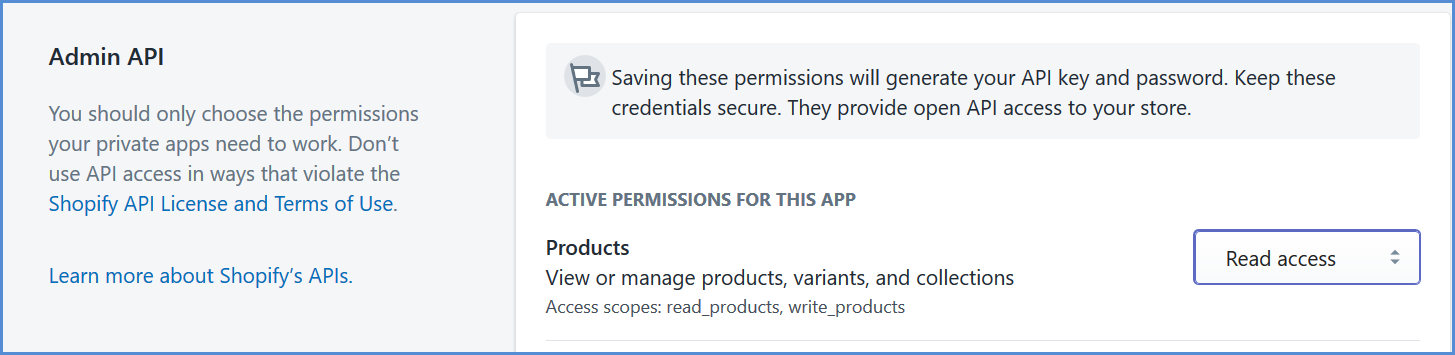 Admin API
You should only choose the permissions
your private apps need to work. Don’t
use API access in ways that violate the
Shopify API License and Terms of Use.
Learn more about Shopify’s APIs.
Saving these permissions will generate your API key and password. Keep these
credentials secure. They provide open API access to your store.
ACTIVE PERMISSIONS FOR THIS APP
Products
View or manage products, variants, and collections
Access scopes: read_products, write_products
Read access